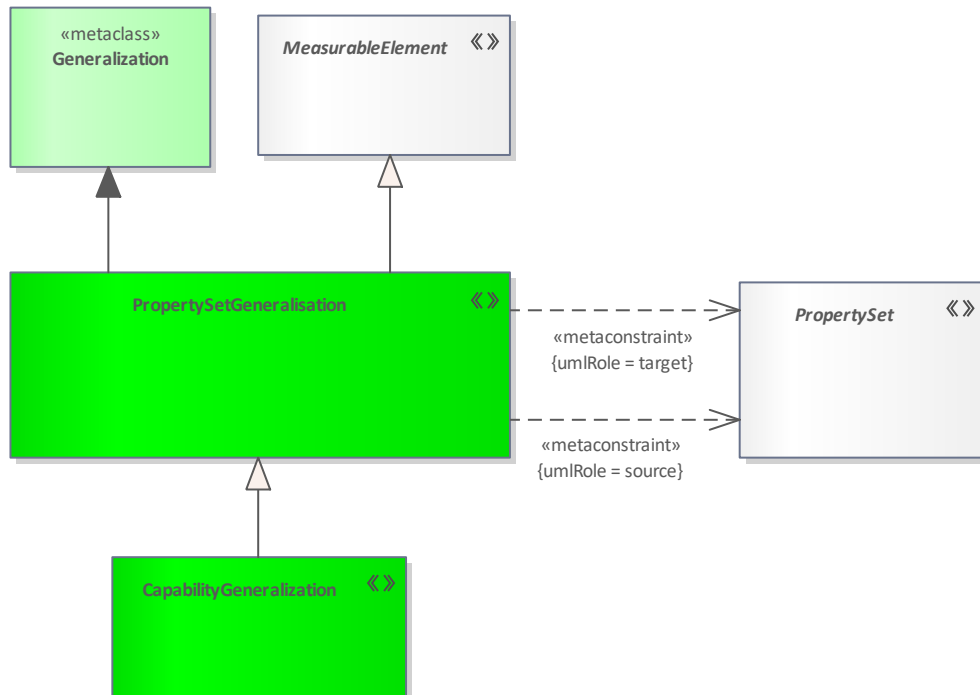 «metaclass»
Generalization
MeasurableElement
PropertySetGeneralisation
«metaconstraint»
{umlRole = target}
PropertySet
«metaconstraint»
{umlRole = source}
CapabilityGeneralization